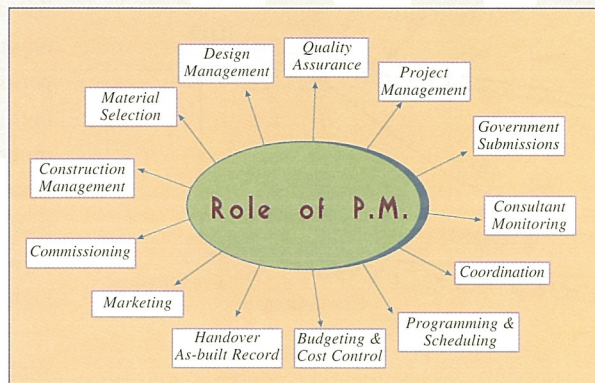 Quality
Assurance
Design
Management
Project
Management
Material
Selection
Government
Submissions
Construction
Management
Role of P.M.
Consultant
Monitoring
Commissioning
Coordination
Marketing
Handover
As-built Record
Budgeting &
Cost Control
Programming &
Scheduling